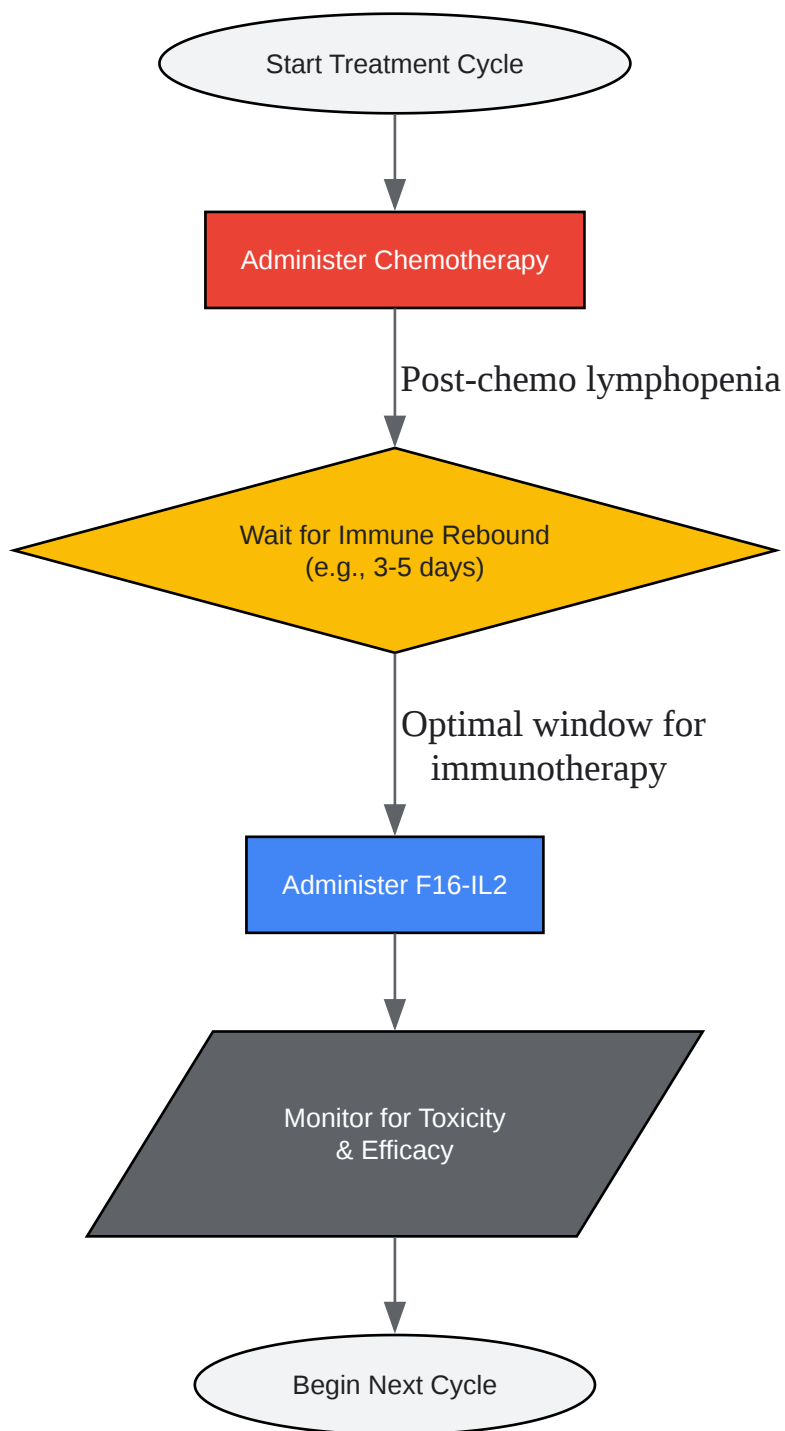 Start Treatment Cycle
Administer Chemotherapy
Post-chemo lymphopenia
Wait for Immune Rebound
(e.g., 3-5 days)
Optimal window for
immunotherapy
Administer F16-IL2
Monitor for Toxicity
& Efficacy
Begin Next Cycle